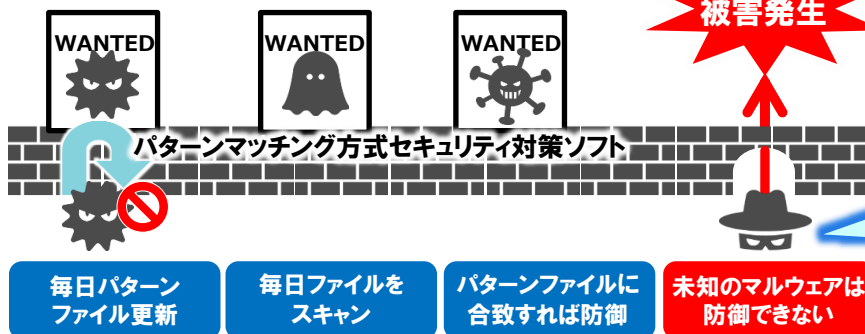 被害発生
WANTED
WANTED
WANTED
パターンマッチング方式セキュリティ対策ソフト
毎日パターン
ファイル更新
毎日ファイルを
スキャン
パターンファイルに
合致すれば防御
未知のマルウェアは
防御できない